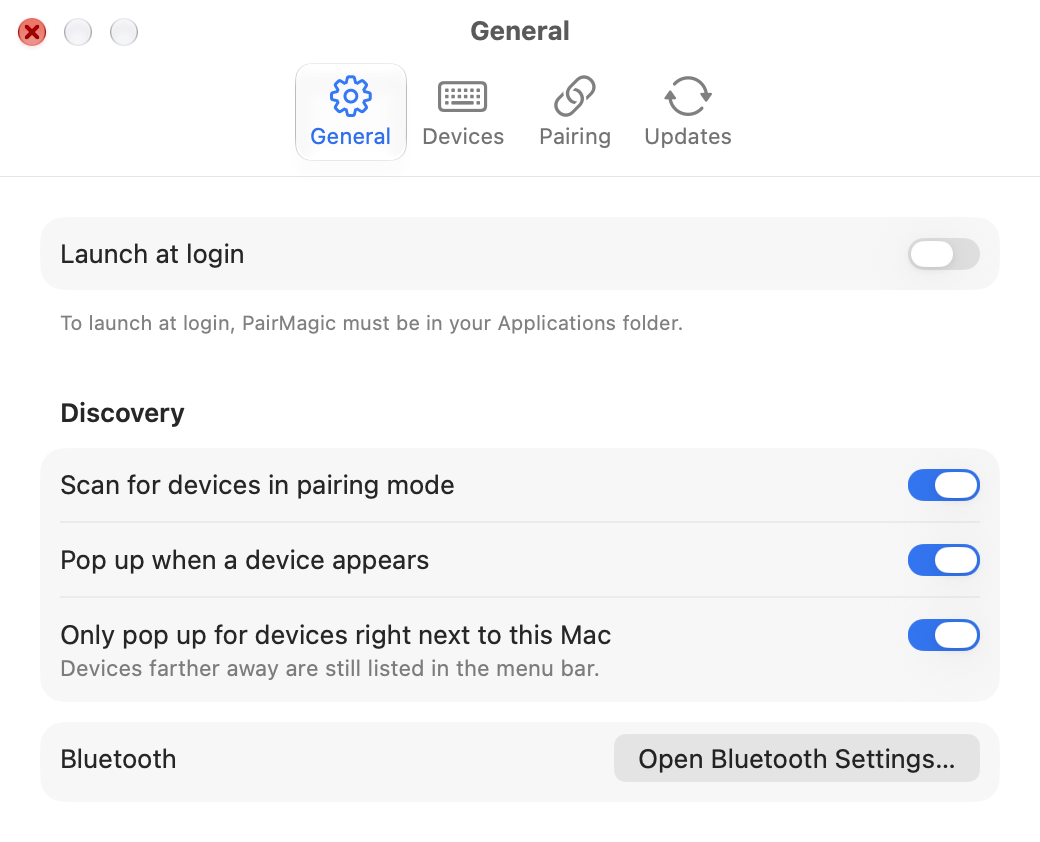 General
General
Devices
Pairing
Updates
Launch at login
To launch at login, PairMagic must be in your Applications folder.
Discovery
Scan for devices in pairing mode
Pop up when a device appears
Only pop up for devices right next to this Mac
Devices farther away are still listed in the menu bar.
Bluetooth
Open Bluetooth Settings...